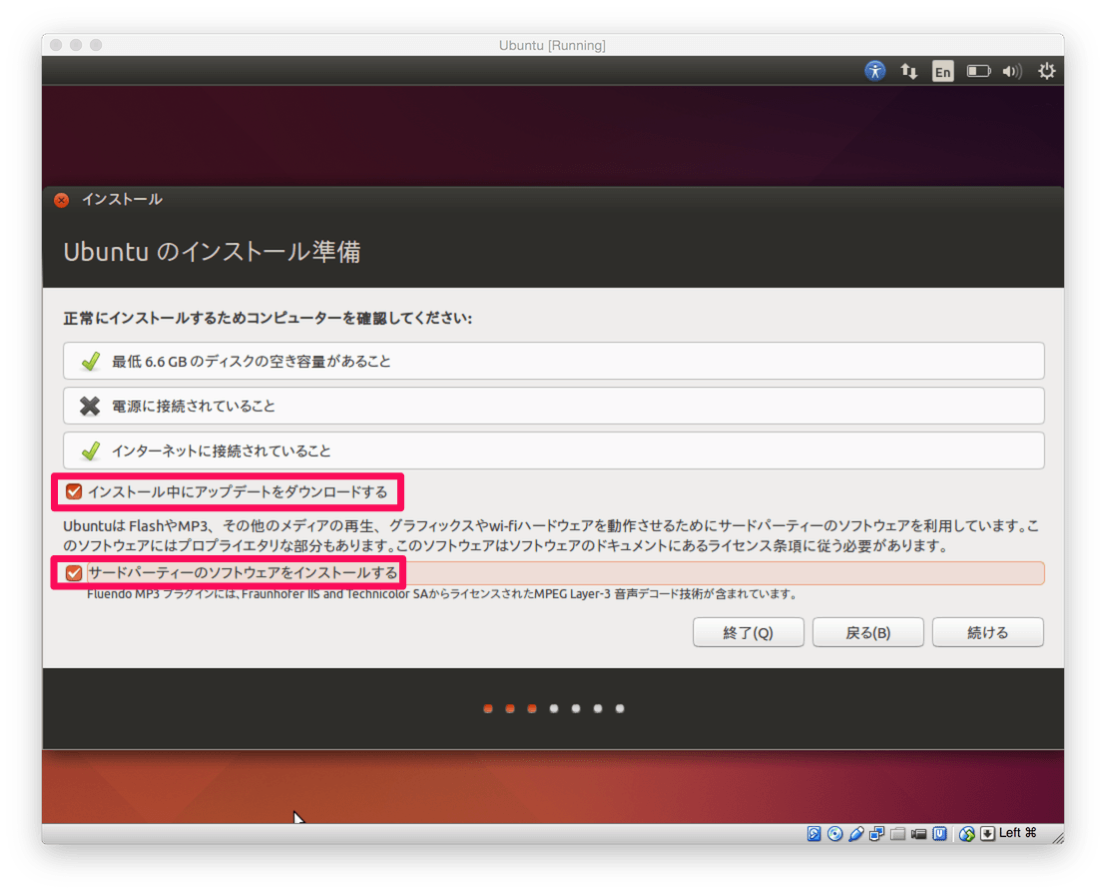 Ubuntu [Running]
En
インストール
Ubuntu のインストール準備
正常にインストールするためコンピューターを確認してください:
最低 6.6 GB のディスクの空き容量があること
電源に接続されていること
インターネットに接続されていること
インストール中にアップデートをダウンロードする
Ubuntuは FlashやMP3、その他のメディアの再生、グラフィックスやwi-fiハードウェアを動作させるためにサードパーティーのソフトウェアを利用しています。こ
のソフトウェアにはプロプライエタリな部分もあります。このソフトウェアはソフトウェアのドキュメントにあるライセンス条項に従う必要があります。
サードパーティーのソフトウェアをインストールする
Fluendo MP3 プラグインには、Fraunhofer IIS and Technicolor SAからライセンスされたMPEG Layer-3 音声デコード技術が含まれています。
終了(Q) 戻る(B) 続ける
Left ⌘